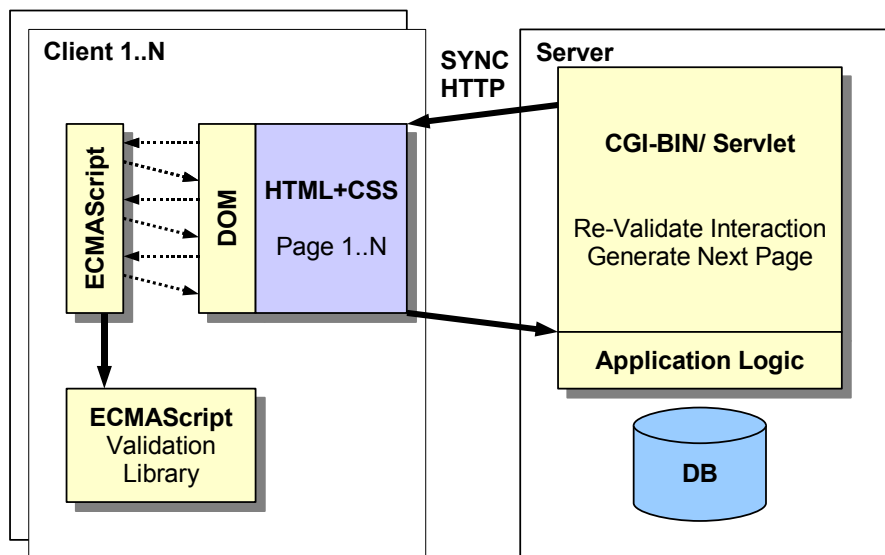 Client 1..N
ECMAScript
DOM
HTML+CSS
Page 1..N
ECMAScript
Validation
Library
SYNC
HTTP
Server
CGI-BIN/ Servlet
Re-Validate Interaction
Generate Next Page
Application Logic
DB